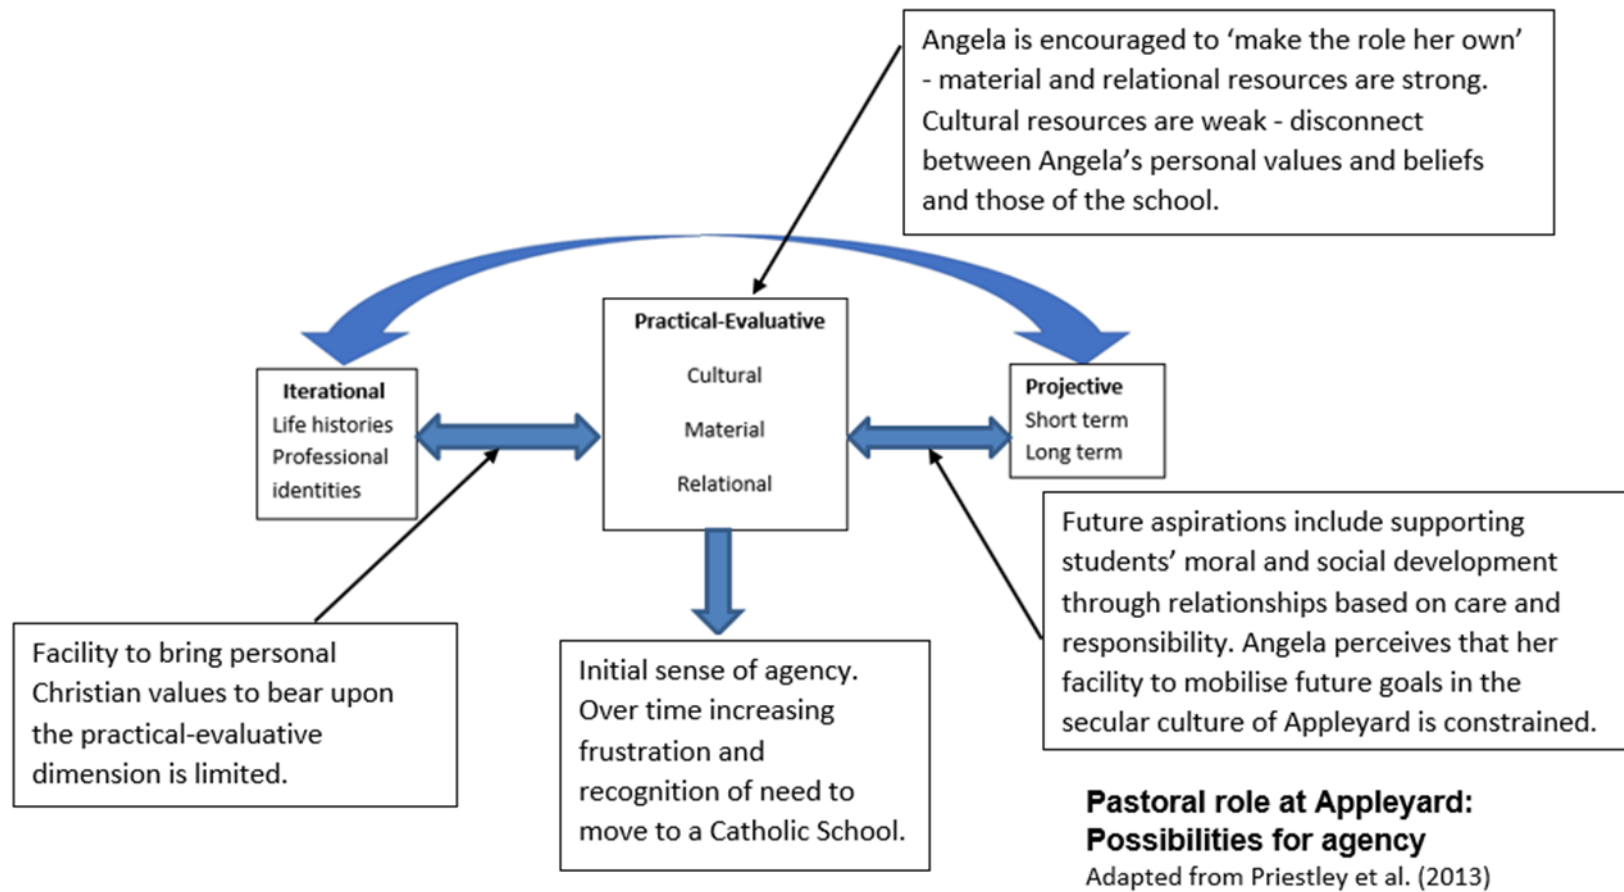 Angela is encouraged to ‘make the role her own’
- material and relational resources are strong.
Cultural resources are weak - disconnect
between Angela’s personal values and beliefs
and those of the school.
Practical-Evaluative
Cultural
Material
Relational
Iterational
Life histories
Professional
identities
Projective
Short term
Long term
Facility to bring personal
Christian values to bear upon
the practical-evaluative
dimension is limited.
Initial sense of agency.
Over time increasing
frustration and
recognition of need to
move to a Catholic School.
Future aspirations include supporting
students’ moral and social development
through relationships based on care and
responsibility. Angela perceives that her
facility to mobilise future goals in the
secular culture of Appleyard is constrained.
Pastoral role at Appleyard:
Possibilities for agency
Adapted from Priestley et al. (2013)